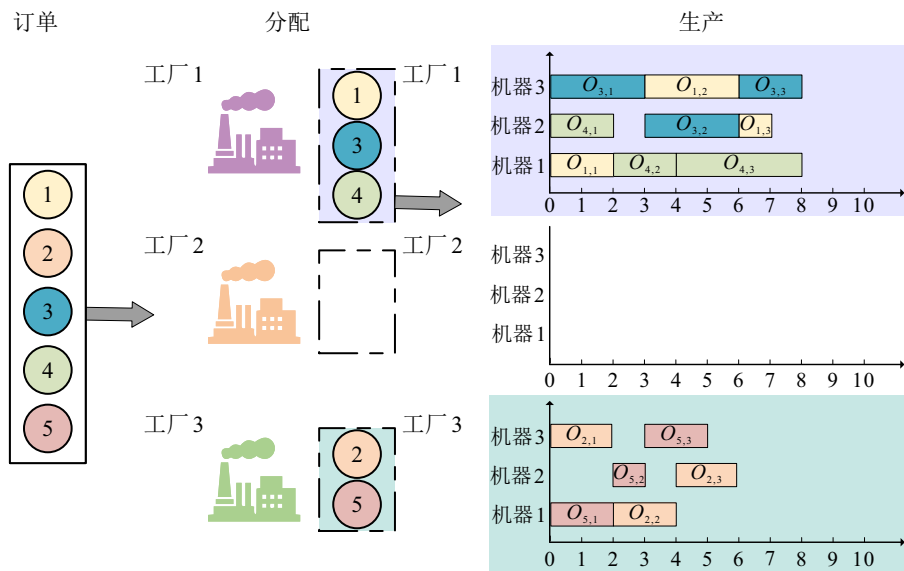 订单
分配
生产
1
2
3
4
5
工厂1
1
3
4
工厂1
工厂2
工厂2
工厂3
2
5
工厂3
机器3
O3,1
O1,2
O3,3
机器2
O4,1
O3,2
O1,3
机器1
O1,1
O4,2
O4,3
0 1 2 3 4 5 6 7 8 9 10
机器3
机器2
机器1
0 1 2 3 4 5 6 7 8 9 10
机器3
O2,1
O5,3
机器2
O5,2
O2,3
机器1
O5,1
O2,2
0 1 2 3 4 5 6 7 8 9 10